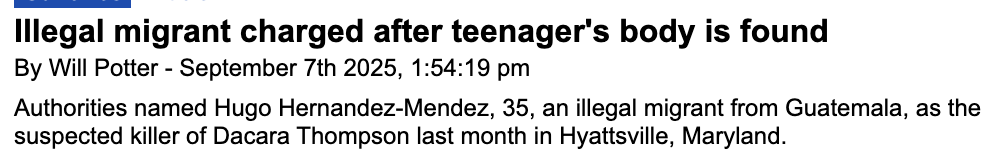 Illegal migrant charged after teenager's body is found
By Will Potter - September 7th 2025, 1:54:19 pm
Authorities named Hugo Hernandez-Mendez, 35, an illegal migrant from Guatemala, as the
suspected killer of Dacara Thompson last month in Hyattsville, Maryland.